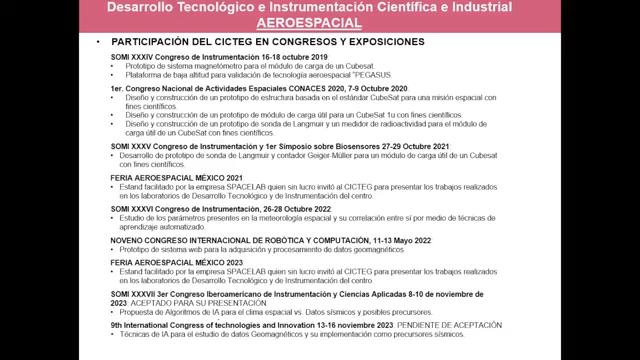 Desarrollo Tecnológico e Instrumentación Científica e Industrial
AEROESPACIAL
• PARTICIPACIÓN DEL CICTEG EN CONGRESOS Y EXPOSICIONES
SOMI XXXIV Congreso de Instrumentación 16-18 octubre 2019:
• Prototipo de sistema magnetómetro para el módulo de carga de un Cubesat.
• Plataforma de baja altitud para validación de tecnología aeroespacial "PEGASUS.
1er. Congreso Nacional de Actividades Espaciales CONACES 2020, 7-9 Octubre 2020:
• Diseño y construcción de un prototipo de estructura basada en el estándar CubeSat para una misión espacial con
fines científicos.
• Diseño y construcción de un prototipo de módulo de carga útil para un CubeSat 1u con fines científicos.
• Diseño y construcción de un prototipo de sonda de Langmuir y un medidor de radioactividad para el módulo de
carga útil de un CubeSat con fines científicos.
SOMI XXXV Congreso de Instrumentación y 1er Simposio sobre Biosensores 27-29 Octubre 2021:
• Desarrollo de prototipo de sonda de Langmuir y contador Geiger-Müller para un módulo de carga útil de un Cubesat
con fines científicos.
FERIA AEROESPACIAL MÉXICO 2021
• Estand facilitado por la empresa SPACELAB quien sin lucro invitó al CICTEG para presentar los trabajos realizados
en los laboratorios de Desarrollo Tecnológico y de Instrumentación del centro.
SOMI XXXVI Congreso de Instrumentación, 26-28 Octubre 2022:
• Estudio de los parámetros presentes en la meteorología espacial y su correlación entre sí por medio de técnicas de
aprendizaje automatizado.
NOVENO CONGRESO INTERNACIONAL DE ROBÓTICA Y COMPUTACIÓN, 11-13 Mayo 2022
• Prototipo de sistema web para la adquisición y procesamiento de datos geomagnéticos
FERIA AEROESPACIAL MÉXICO 2023
• Estand facilitado por la empresa SPACELAB quien sin lucro invitó al CICTEG para presentar los trabajos realizados
en los laboratorios de Desarrollo Tecnológico y de Instrumentación del centro.
SOMI XXXVII 3er Congreso Iberoamericano de Instrumentación y Ciencias Aplicadas 8-10 de noviembre de
2023: ACEPTADO PARA SU PRESENTACIÓN.
• Propuesta de Algoritmos de IA para el clima espacial vs. Datos sísmicos y posibles precursores.
9th International Congress of technologies and Innovation 13-16 noviembre 2023: PENDIENTE DE ACEPTACIÓN
• Técnicas de IA para el estudio de datos Geomagnéticos y su implementación como precursores sísmicos.